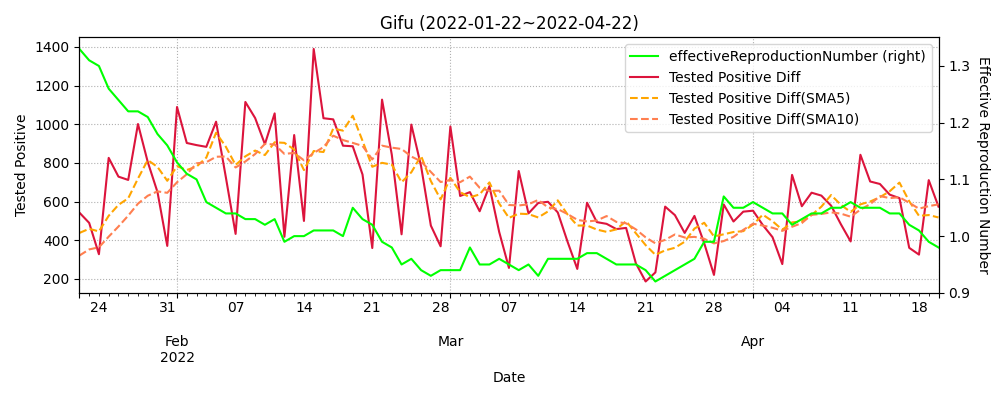 Gifu (2022-01-22~2022-04-22)
effectiveReproductionNumber (right)
Tested Positive Diff
Tested Positive Diff(SMA5)
Tested Positive Diff(SMA10)
Tested Positive
1400
1200
1000
800
600
400
200
Effective Reproduction Number
1.3
1.2
1.1
1.0
0.9
24 31 07 14 21 28 07 14 21 28 04 11 18
Feb Mar Apr
2022
Date